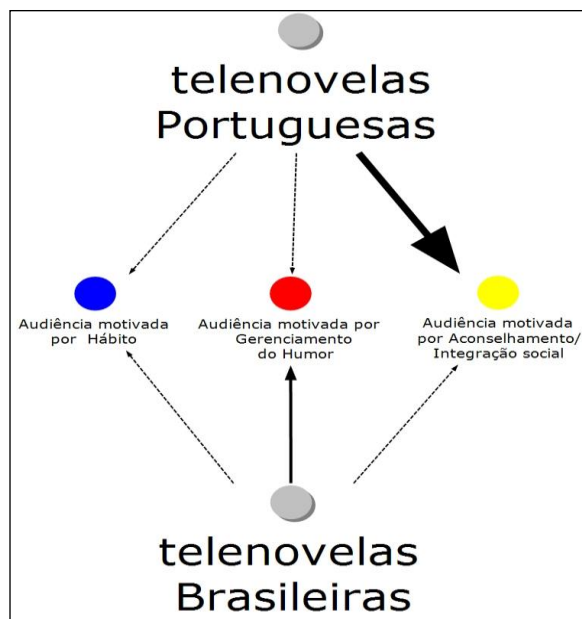 telenovelas
Portuguesas
Audiência motivada
por Hábito
Audiência motivada por
Gerenciamento
do Humor
Audiência motivada
por Aconselhamento/
Integração social
telenovelas
Brasileiras